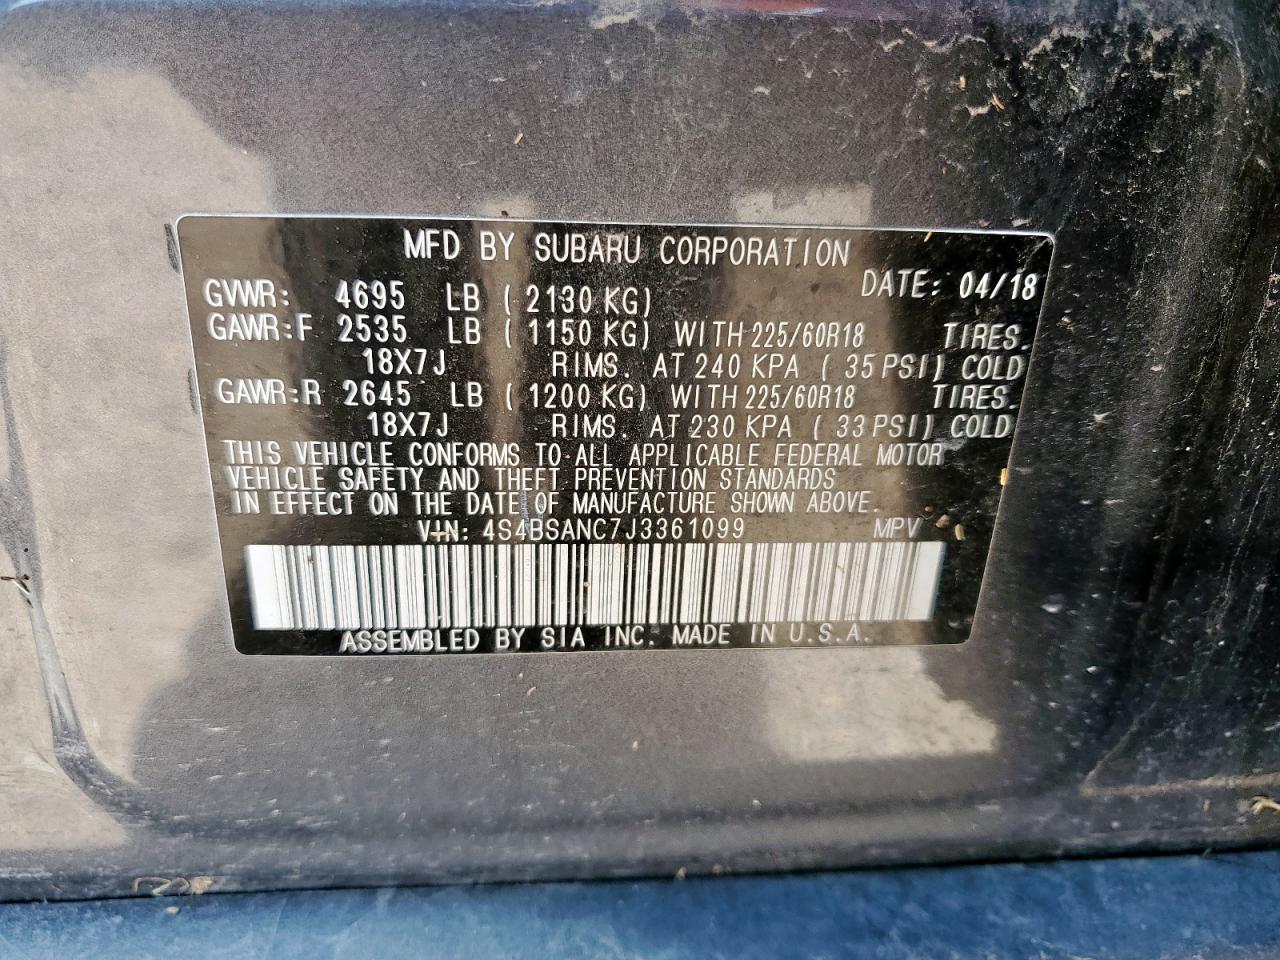 MFD BY SUBARU CORPORATION
DATE: 04/18
GVWR: 4695 LB ( 2130 KG)
GAWR:F 2535 LB ( 1150 KG) WITH 225/60R18 TIRES.
18X7J RIMS. AT 240 KPA ( 35 PSI) COLD
GAWR:R 2645 LB ( 1200 KG) WITH 225/60R18 TIRES.
18X7J RIMS. AT 230 KPA ( 33 PSI) COLD
THIS VEHICLE CONFORMS TO ALL APPLICABLE FEDERAL MOTOR
VEHICLE SAFETY AND THEFT PREVENTION STANDARDS
IN EFFECT ON THE DATE OF MANUFACTURE SHOWN ABOVE.
VIN: 4S4BSANC7J3361099 MPV
ASSEMBLED BY SIA INC. MADE IN U.S.A.